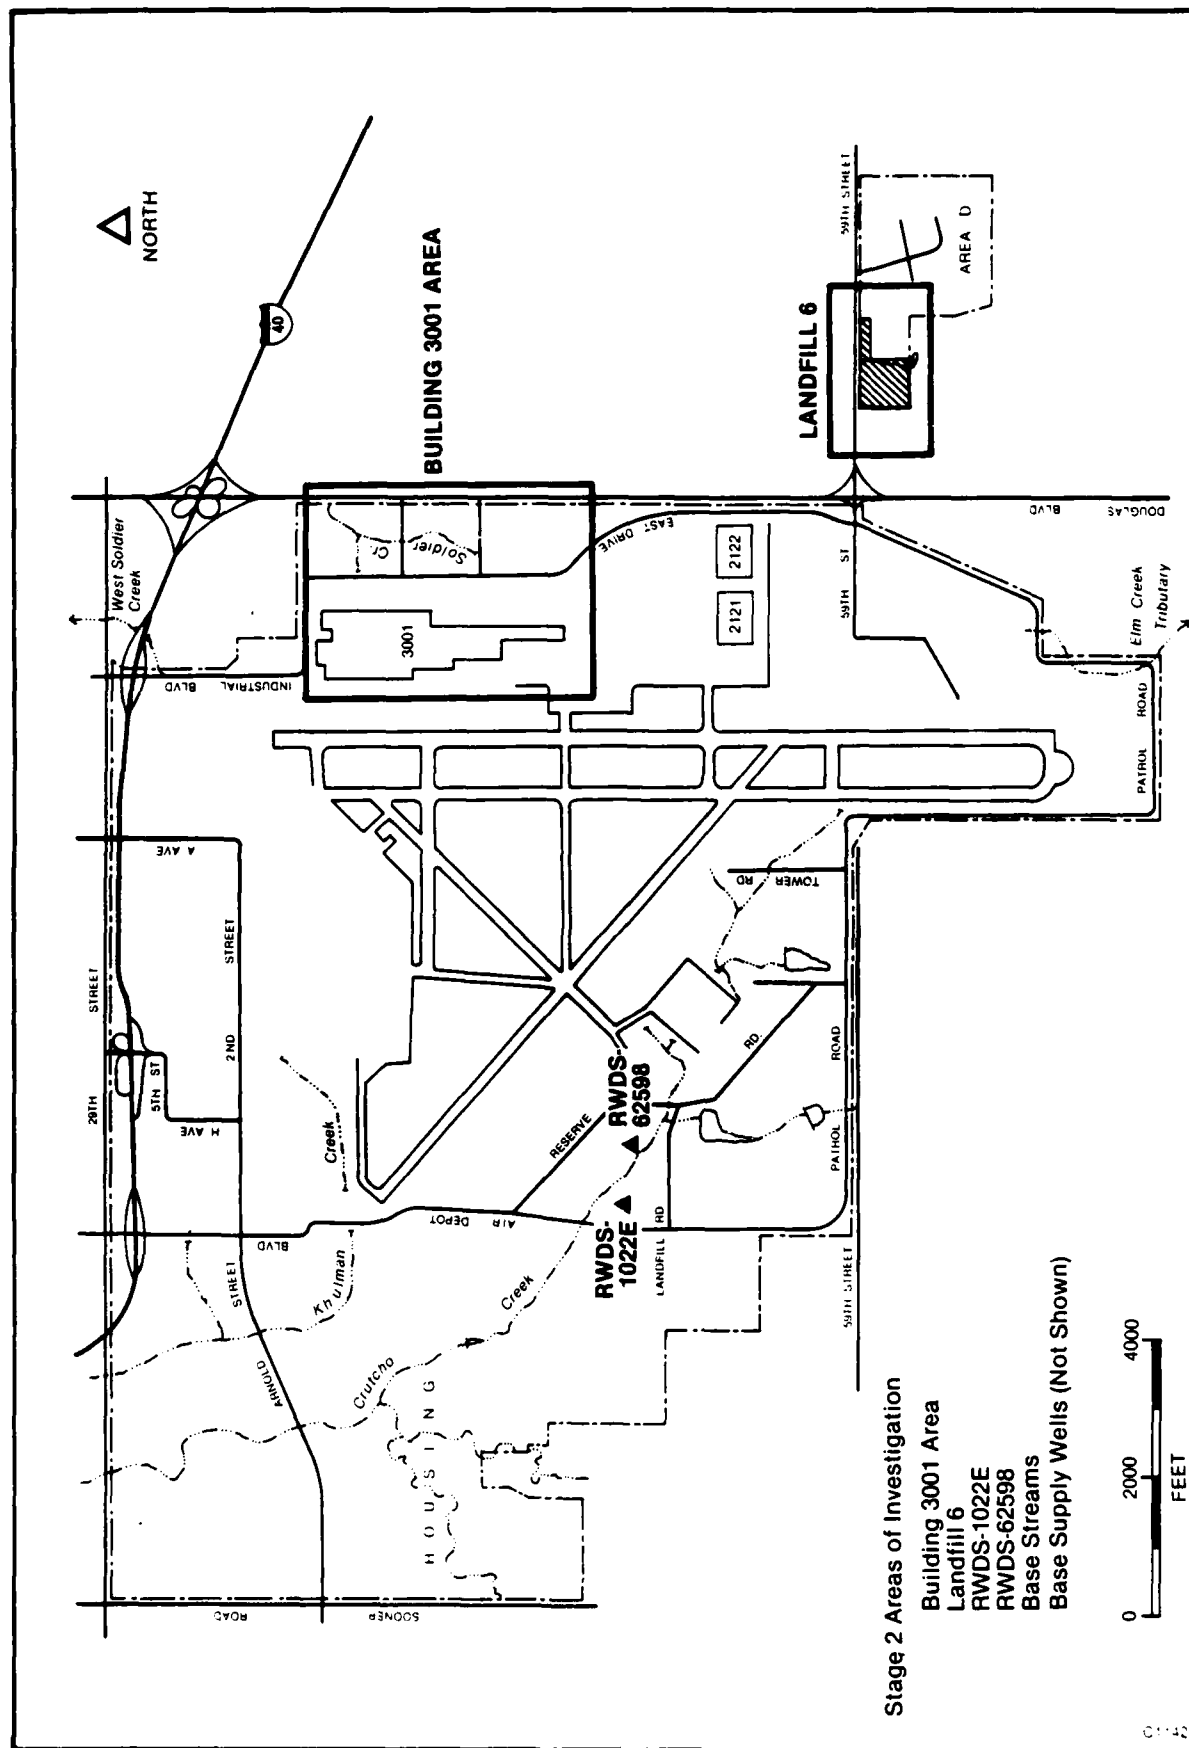 NORTH
40
29TH
STREET
West Soldier
Creek
BUILDING 3001 AREA
INDUSTRIAL
BLVD
A AVE
2ND
STREET
5TH
ST
H AVE
BLVD
ARNOLD
STREET
Khulman
Creek
Crutcho
Creek
HOUSING
SOONER
ROAD
3001
Soldier
Cr
EAST DRIVE
2121
2122
59TH
ST
LANDFILL 6
59TH STREET
AREA D
DOUGLAS
BLVD
Elm Creek
Tributary
PATROL
ROAD
TOWER
RD
RESERVE
RD.
AIR
DEPOT
RWDS-
62598
RWDS-
1022E
LANDFILL
RD
PATROL
ROAD
59TH STREET
Stage 2 Areas of Investigation
Building 3001 Area
Landfill 6
RWDS-1022E
RWDS-62598
Base Streams
Base Supply Wells (Not Shown)
0
2000
4000
FEET